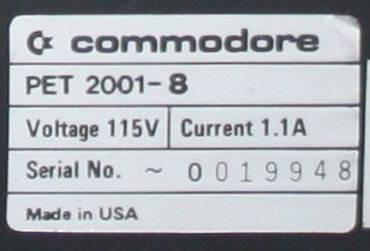 commodore
PET 2001-8
Voltage 115V Current 1.1A
Serial No. ~ 0019948
Made in USA